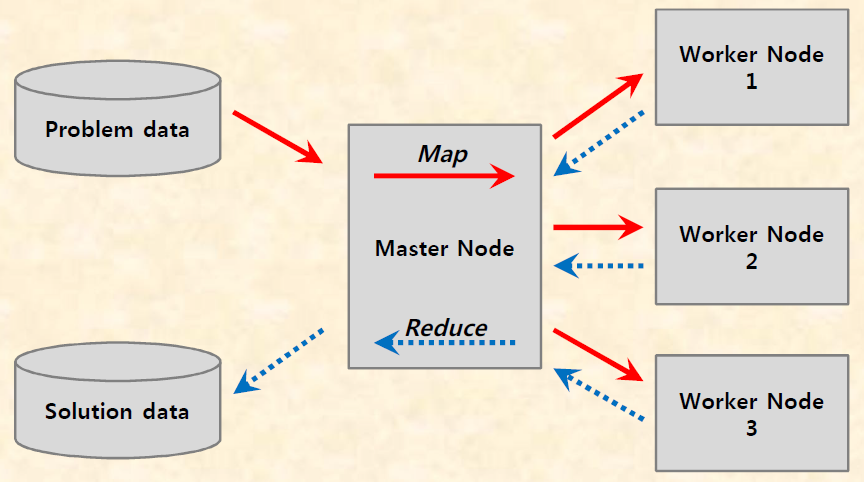 Problem data
Map
Master Node
Reduce
Solution data
Worker Node
1
Worker Node
2
Worker Node
3